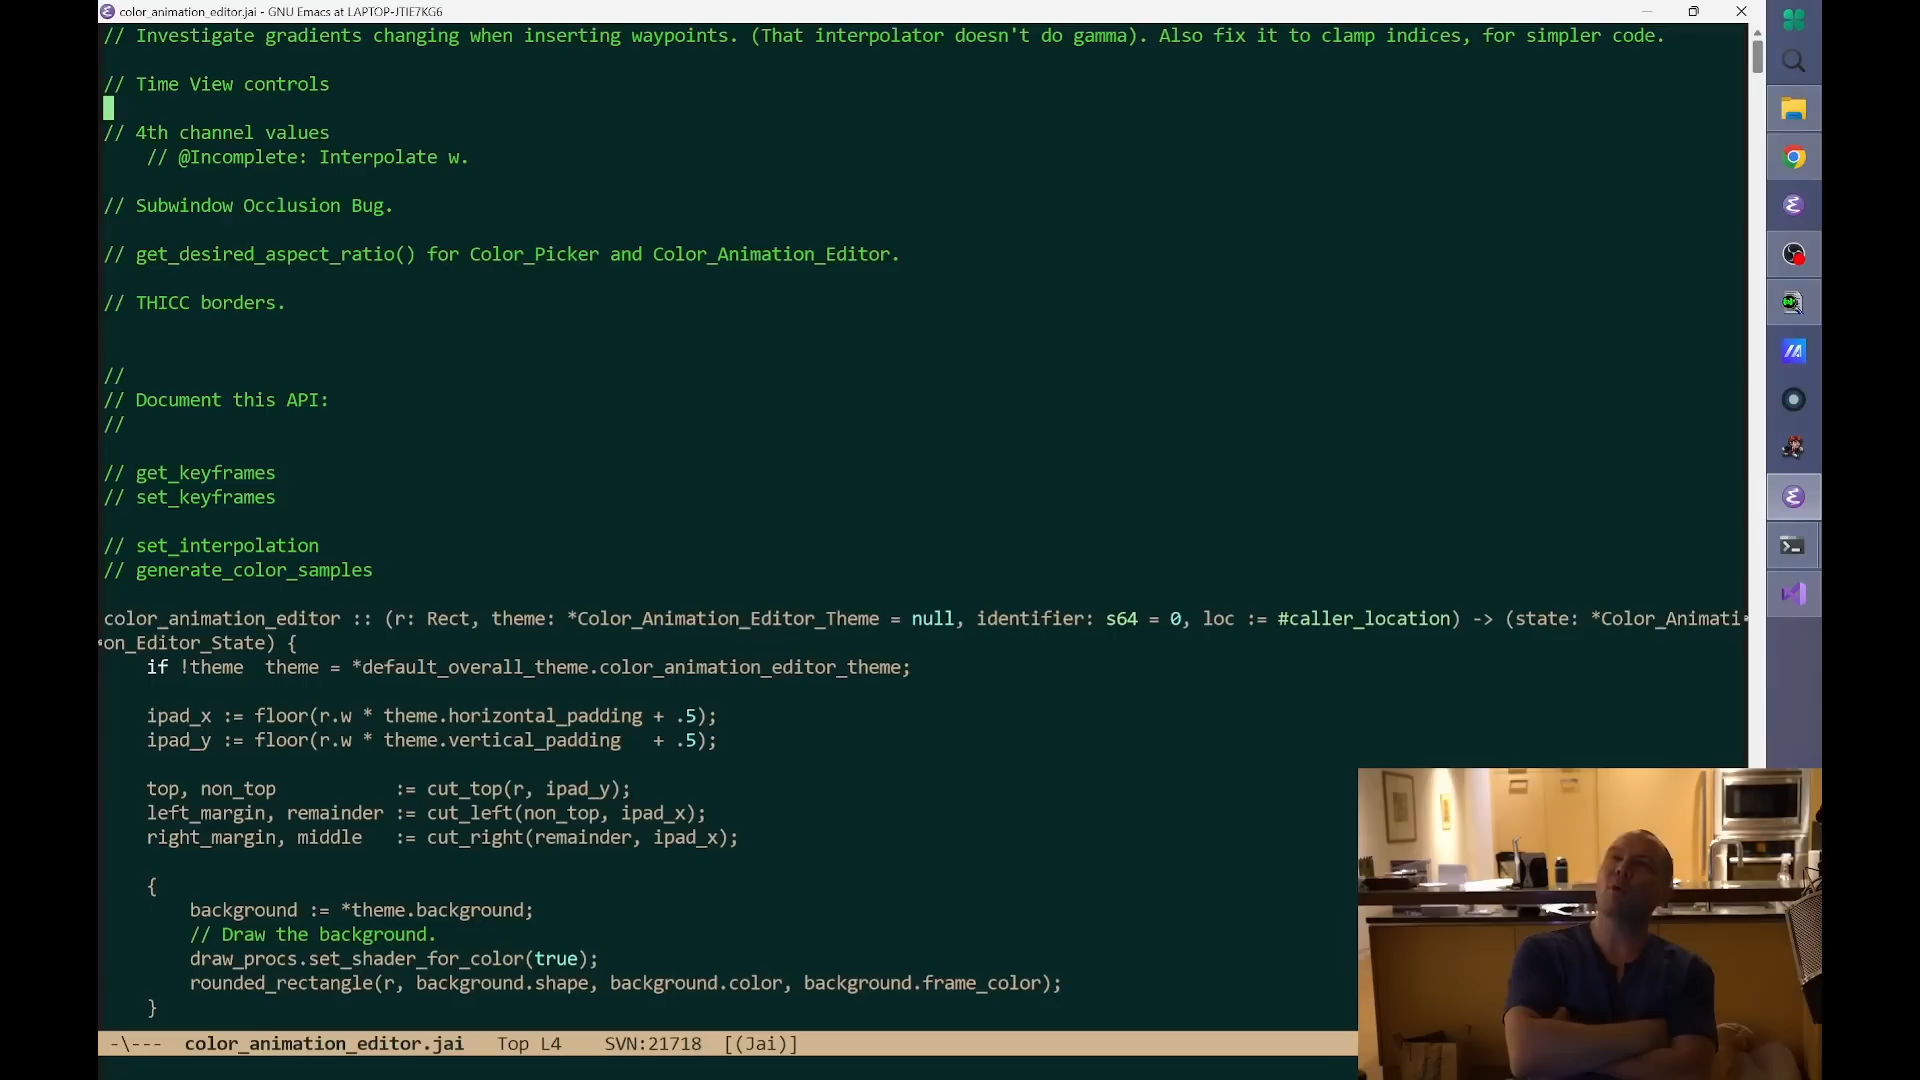 color_animation_editor.jai - GNU Emacs at LAPTOP-JTIE7KG6
// Investigate gradients changing when inserting waypoints. (That interpolator doesn't do gamma). Also fix it to clamp indices, for simpler code.
// Time View controls
// 4th channel values
// @Incomplete: Interpolate w.
// Subwindow Occlusion Bug.
// get_desired_aspect_ratio() for Color_Picker and Color_Animation_Editor.
// THICC borders.
//
// Document this API:
//
// get_keyframes
// set_keyframes
// set_interpolation
// generate_color_samples
color_animation_editor :: (r: Rect, theme: *Color_Animation_Editor_Theme = null, identifier: s64 = 0, loc := #caller_location) -> (state: *Color_Animati
on_Editor_State) {
if !theme  theme = *default_overall_theme.color_animation_editor_theme;
ipad_x := floor(r.w * theme.horizontal_padding + .5);
ipad_y := floor(r.w * theme.vertical_padding   + .5);
top, non_top           := cut_top(r, ipad_y);
left_margin, remainder := cut_left(non_top, ipad_x);
right_margin, middle   := cut_right(remainder, ipad_x);
{
background := *theme.background;
// Draw the background.
draw_procs.set_shader_for_color(true);
rounded_rectangle(r, background.shape, background.color, background.frame_color);
}
-\---  color_animation_editor.jai   Top L4    SVN:21718  [(Jai)]